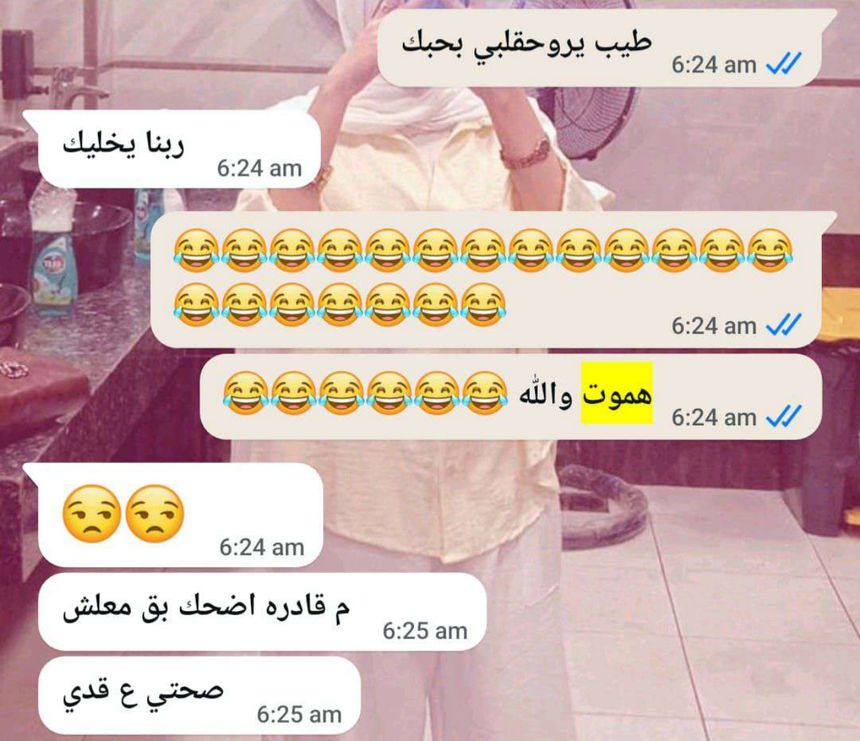 طيب يروحقلبي بحبك
6:24 am
ربنا يخليك
6:24 am
😂😂😂😂😂😂😂😂😂😂😂😂😂
😂😂😂😂😂😂😂
6:24 am
هموت والله 😂😂😂😂😂😂
6:24 am
😒😒
6:24 am
م قادره اضحك بق معلش
6:25 am
صحتي ع قدي
6:25 am